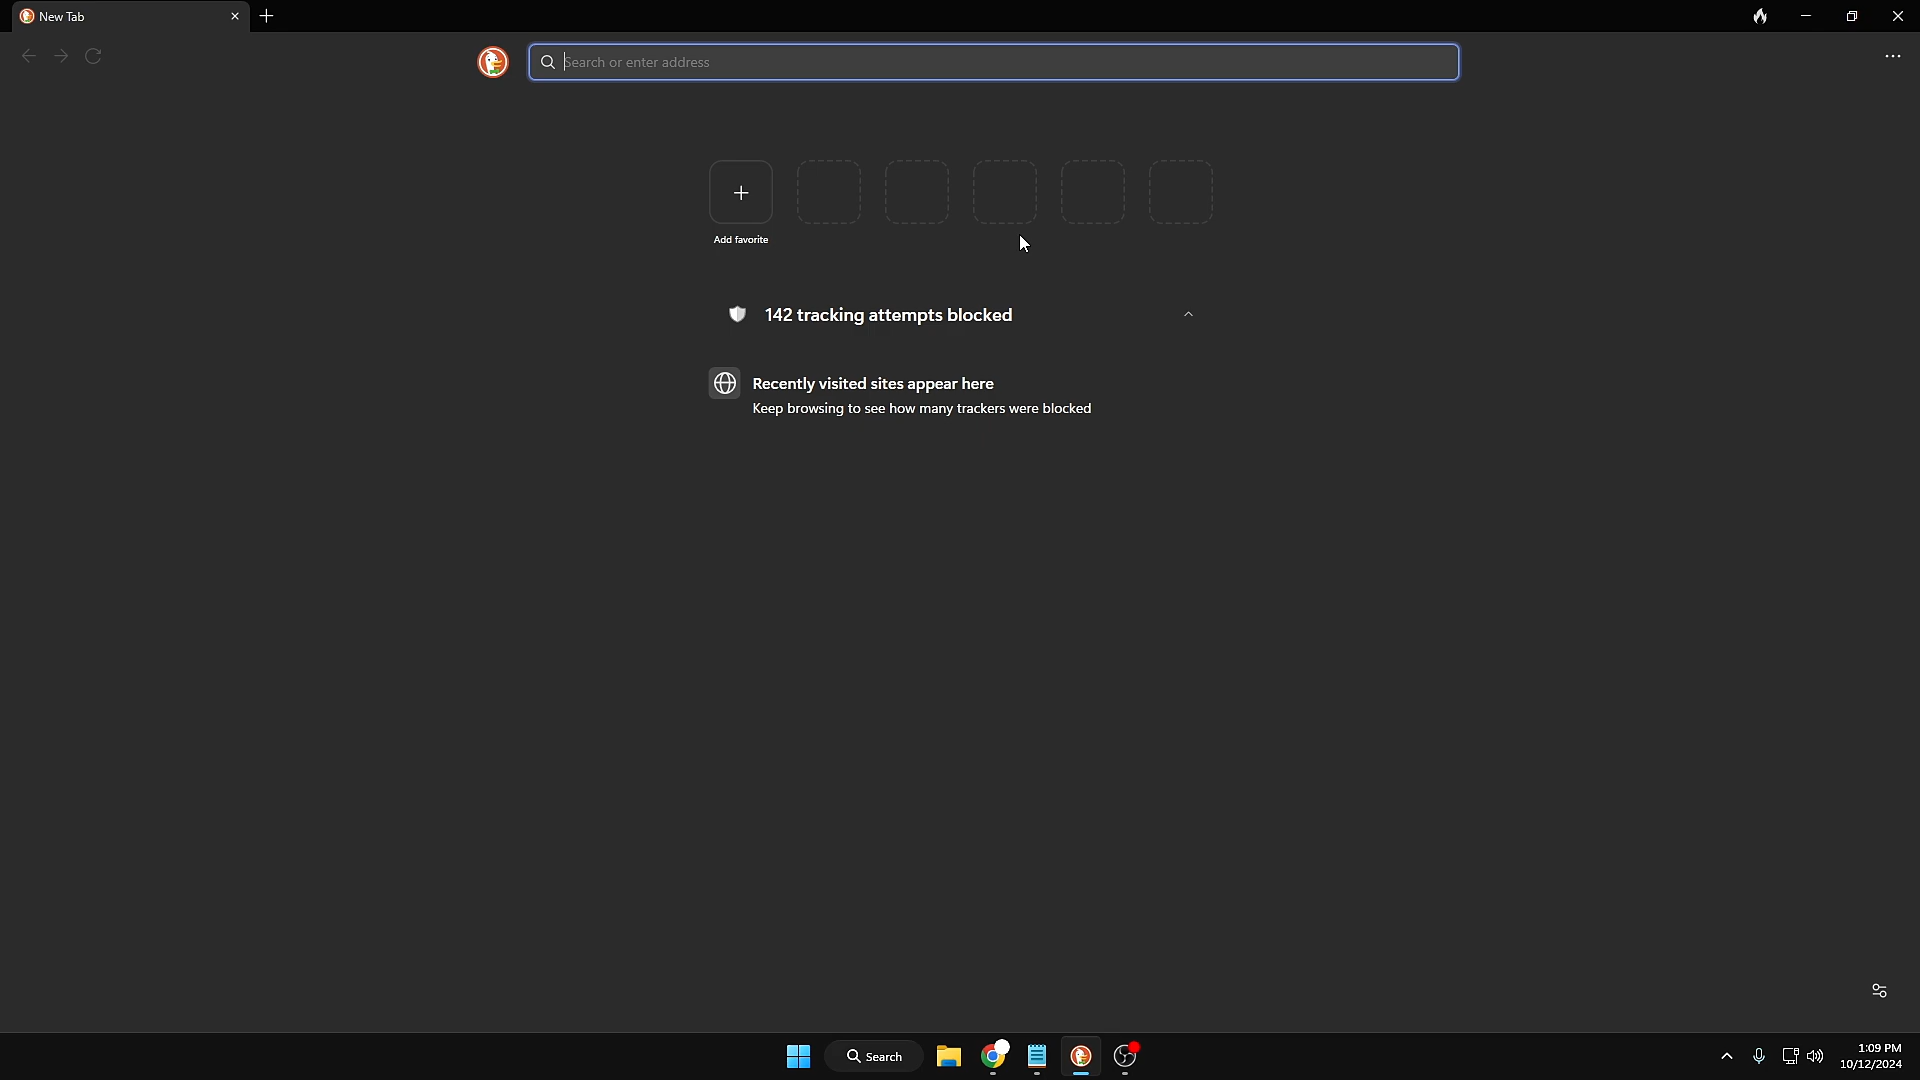 New Tab
Search or enter address
Add favorite
142 tracking attempts blocked
Recently visited sites appear here
Keep browsing to see how many trackers were blocked
Search
1:09 PM
10/12/2024